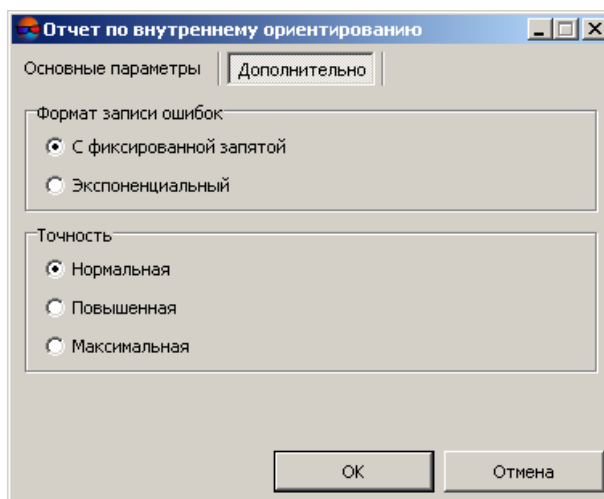 Отчет по внутреннему ориентированию
Основные параметры Дополнительно
Формат записи ошибок
С фиксированной запятой
Экспоненциальный
Точность
Нормальная
Повышенная
Максимальная
OK Отмена